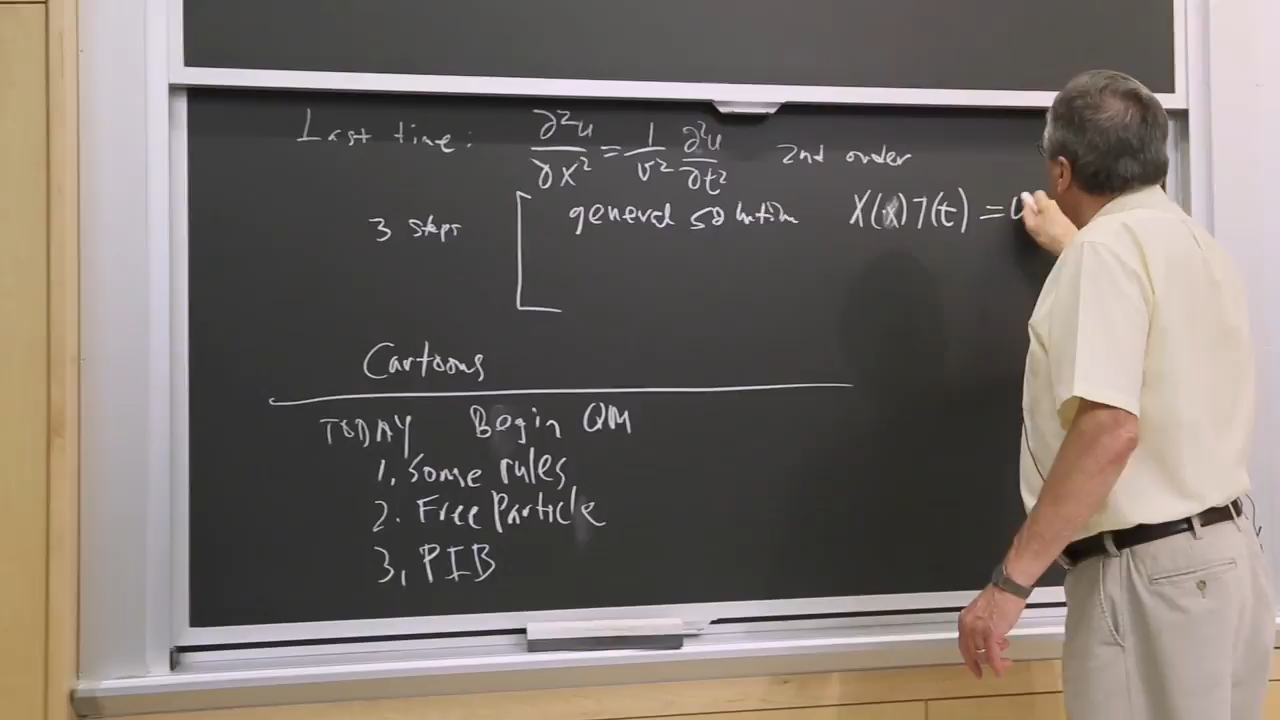 Last time: ∂²u/∂x² = 1/v² ∂²u/∂t² 2nd order
3 steps [ general solution X(x)T(t) = u
Cartoons
TODAY Begin QM
1. Some rules
2. Free Particle
3. PIB